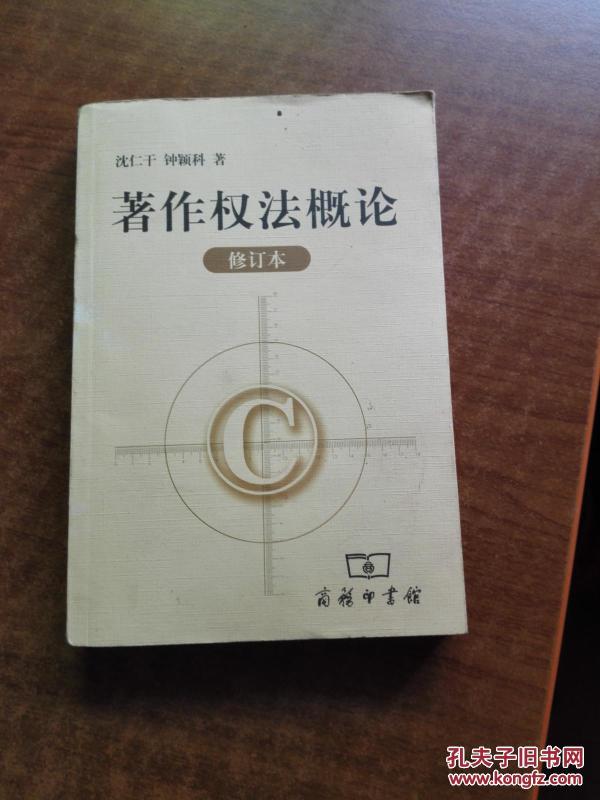 沈仁干 钟颖科 著
著作权法概论
修订本
C
商務印書館
孔夫子旧书网
www.kongfz.com